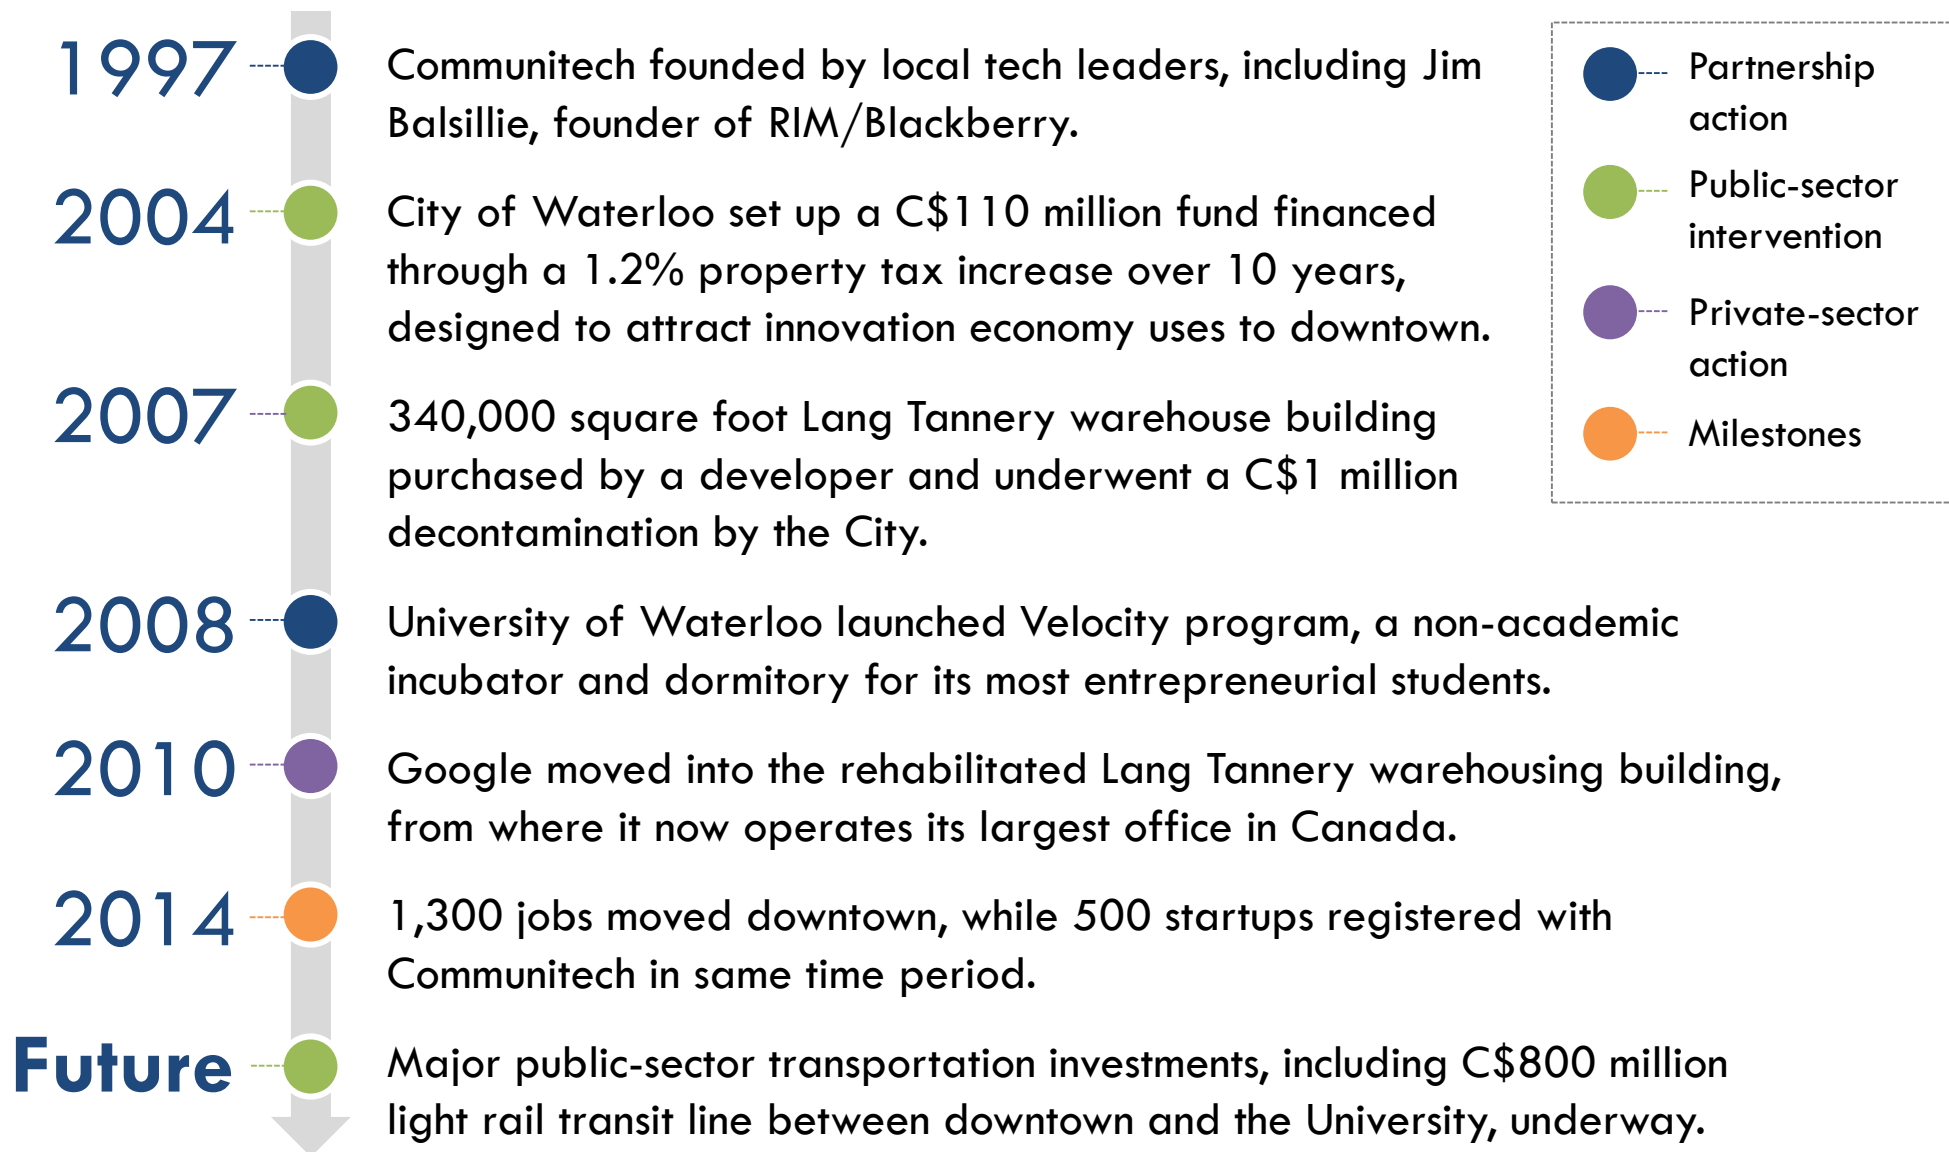 1997
Communitech founded by local tech leaders, including Jim
Balsillie, founder of RIM/Blackberry.
2004
City of Waterloo set up a C$110 million fund financed
through a 1.2% property tax increase over 10 years,
designed to attract innovation economy uses to downtown.
2007
340,000 square foot Lang Tannery warehouse building
purchased by a developer and underwent a C$1 million
decontamination by the City.
2008
University of Waterloo launched Velocity program, a non-academic
incubator and dormitory for its most entrepreneurial students.
2010
Google moved into the rehabilitated Lang Tannery warehousing building,
from where it now operates its largest office in Canada.
2014
1,300 jobs moved downtown, while 500 startups registered with
Communitech in same time period.
Future
Major public-sector transportation investments, including C$800 million
light rail transit line between downtown and the University, underway.
Partnership
action
Public-sector
intervention
Private-sector
action
Milestones